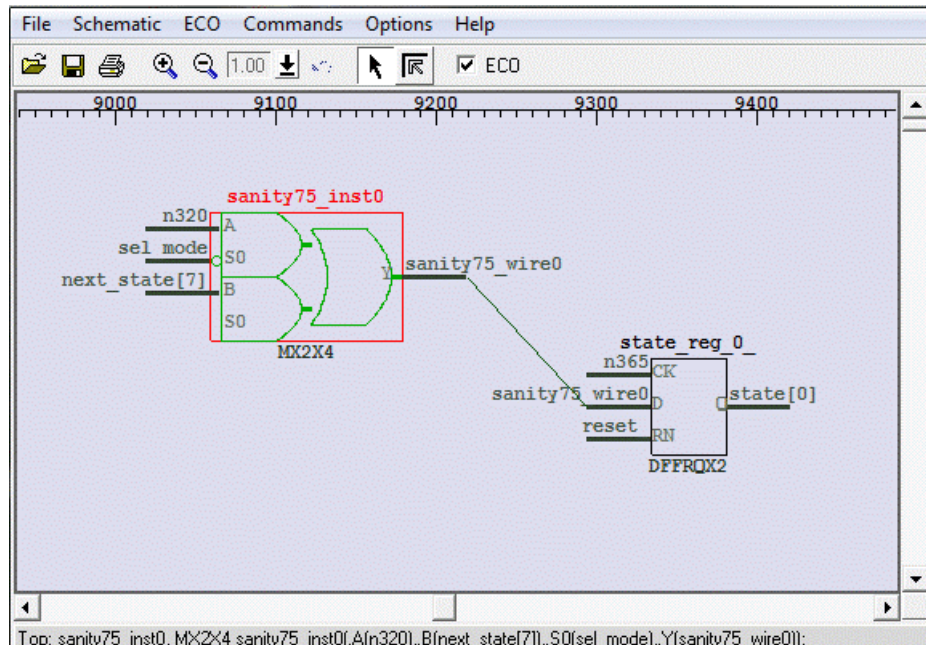 File Schematic ECO Commands Options Help
1.00 ECO
9000 9100 9200 9300 9400
sanity75_inst0
n320 A
sel_mode S0
sanity75_wire0
Y
next_state[7] B
S0
MX2X4
state_reg_0_
n365 CK
sanity75_wire0 D Q state[0]
reset RN
DFFRQX2
Top: sanity75_inst0, MX2X4 sanity75_inst0(.A(n320),.B(next_state[7]),.S0(sel_mode),.Y(sanity75_wire0));